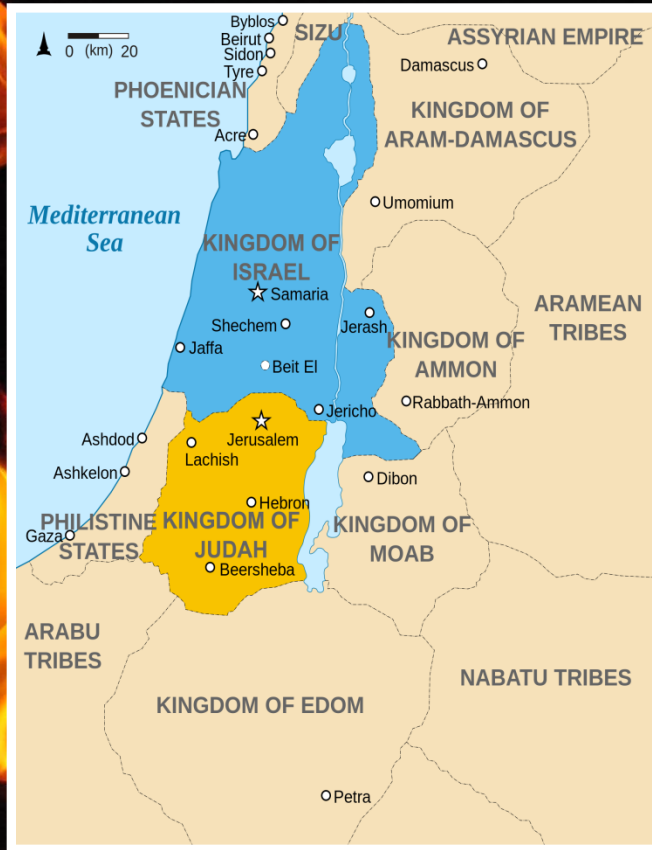 Byblos
SIZU
ASSYRIAN EMPIRE
0 (km) 20
Beirut
Sidon
Damascus
Tyre
PHOENICIAN
STATES
KINGDOM OF
ARAM-DAMASCUS
Acre
Umomium
Mediterranean
Sea
KINGDOM OF
ISRAEL
Samaria
ARAMEAN
TRIBES
Shechem
Jerash
KINGDOM OF
AMMON
Jaffa
Beit El
Rabbath-Ammon
Jericho
Ashdod
Jerusalem
Lachish
Ashkelon
Dibon
Hebron
Gaza
PHILISTINE
STATES
KINGDOM OF
JUDAH
KINGDOM OF
MOAB
Beersheba
ARABU
TRIBES
NABATU TRIBES
KINGDOM OF EDOM
Petra